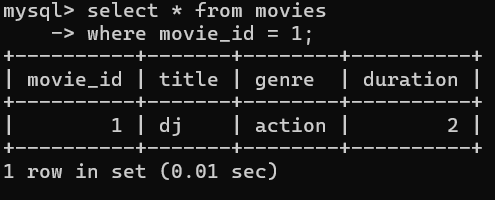 mysql> select * from movies
    -> where movie_id = 1;
+----------+-------+--------+----------+
| movie_id | title | genre  | duration |
+----------+-------+--------+----------+
|        1 | dj    | action |        2 |
+----------+-------+--------+----------+
1 row in set (0.01 sec)